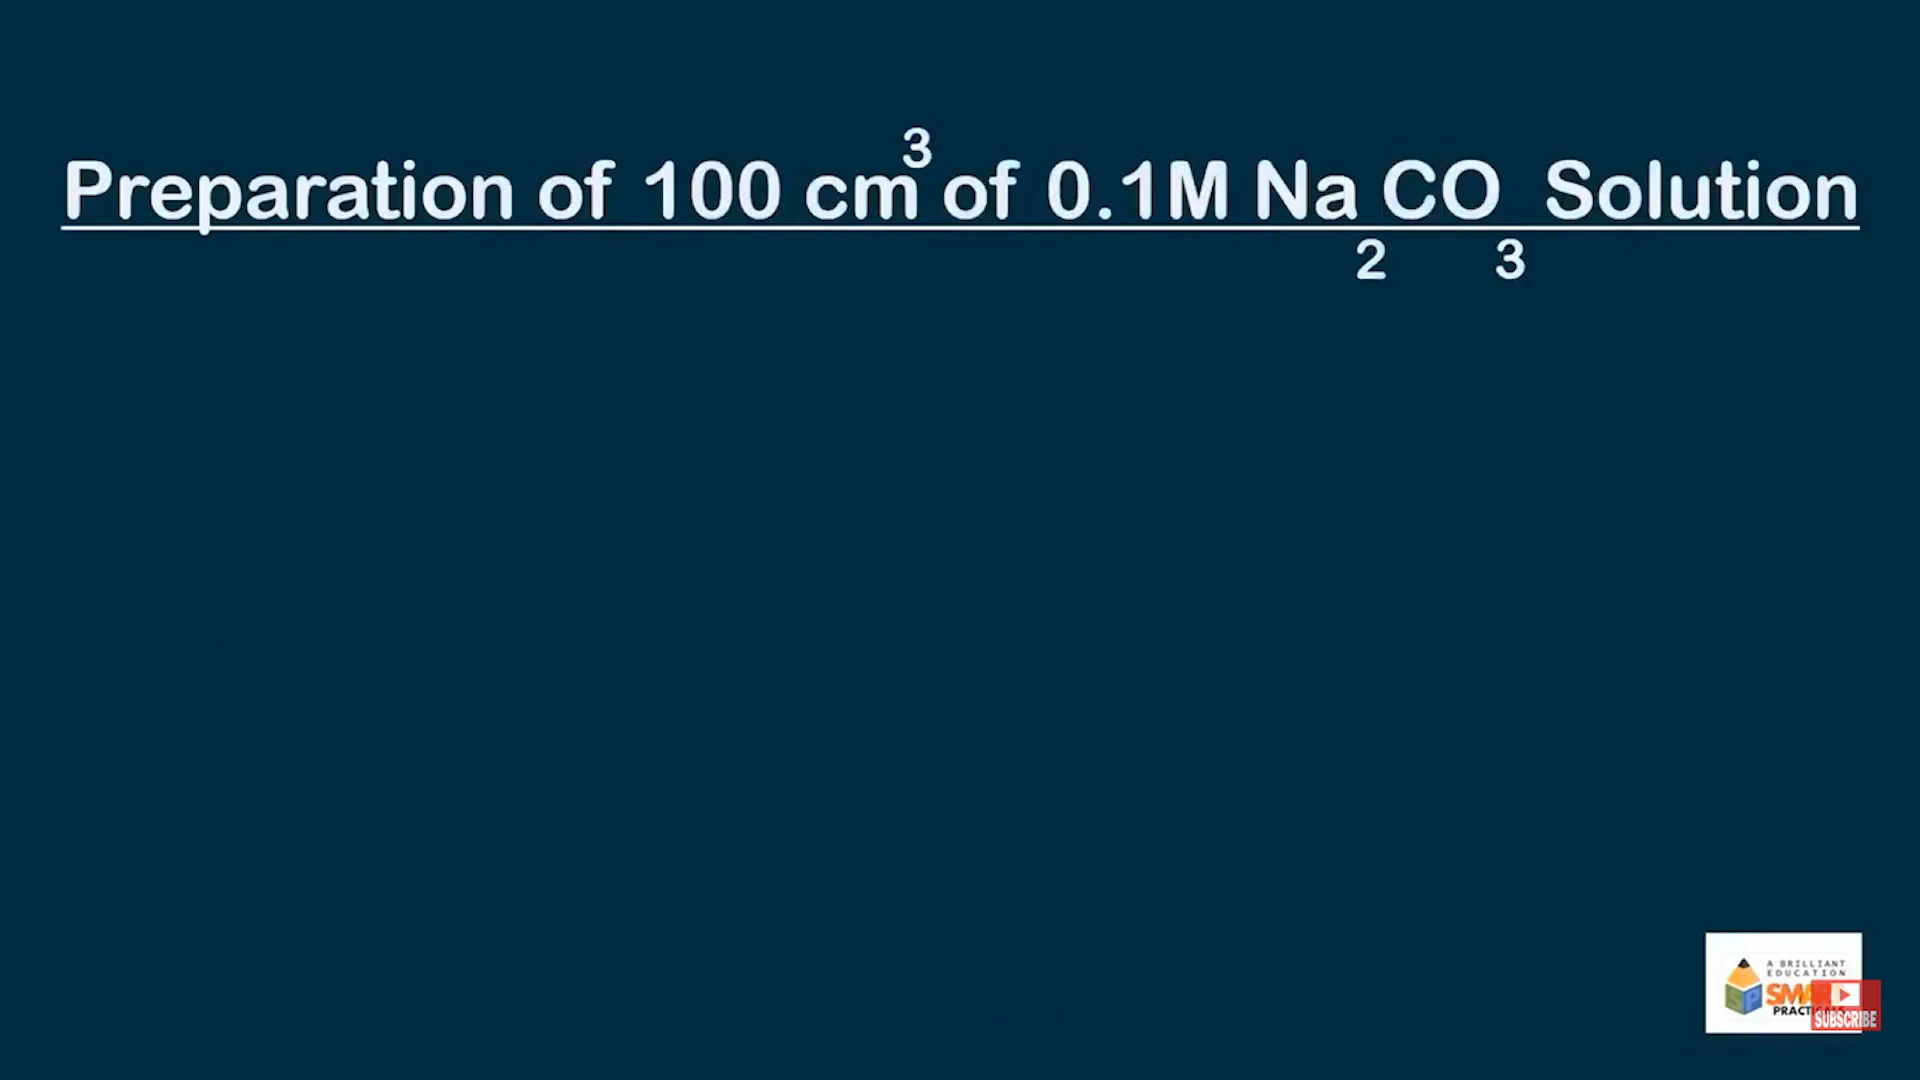 Preparation of 100 cm³ of 0.1M Na₂CO₃ Solution
A BRILLIANT
EDUCATION
SUBSCRIBE